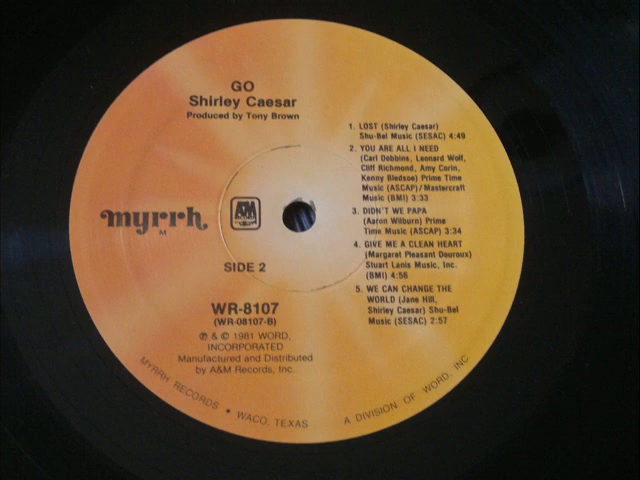 GO
Shirley Caesar
Produced by Tony Brown
1. LOST (Shirley Caesar)
Shu-Bel Music (SESAC) 4:49
2. YOU ARE ALL I NEED
(Carl Dobbins, Leonard Wolf,
Cliff Richmond, Amy Carin,
Kenny Bledsoe) Prime Time
Music (ASCAP)/Mastercraft
Music (BMI) 3:33
3. DIDN'T WE PAPA
(Aaron Wilburn) Prime
Time Music (ASCAP) 3:34
4. GIVE ME A CLEAN HEART
(Margaret Pleasant Douroux)
Stuart Lanis Music, Inc.
(BMI) 4:56
5. WE CAN CHANGE THE
WORLD (Jane Hill,
Shirley Caesar) Shu-Bel
Music (SESAC) 2:57
myrrh
M
A&M
RECORDS
SIDE 2
WR-8107
(WR-08107-B)
℗ & © 1981 WORD,
INCORPORATED
Manufactured and Distributed
by A&M Records, Inc.
MYRRH RECORDS • WACO, TEXAS A DIVISION OF WORD, INC.